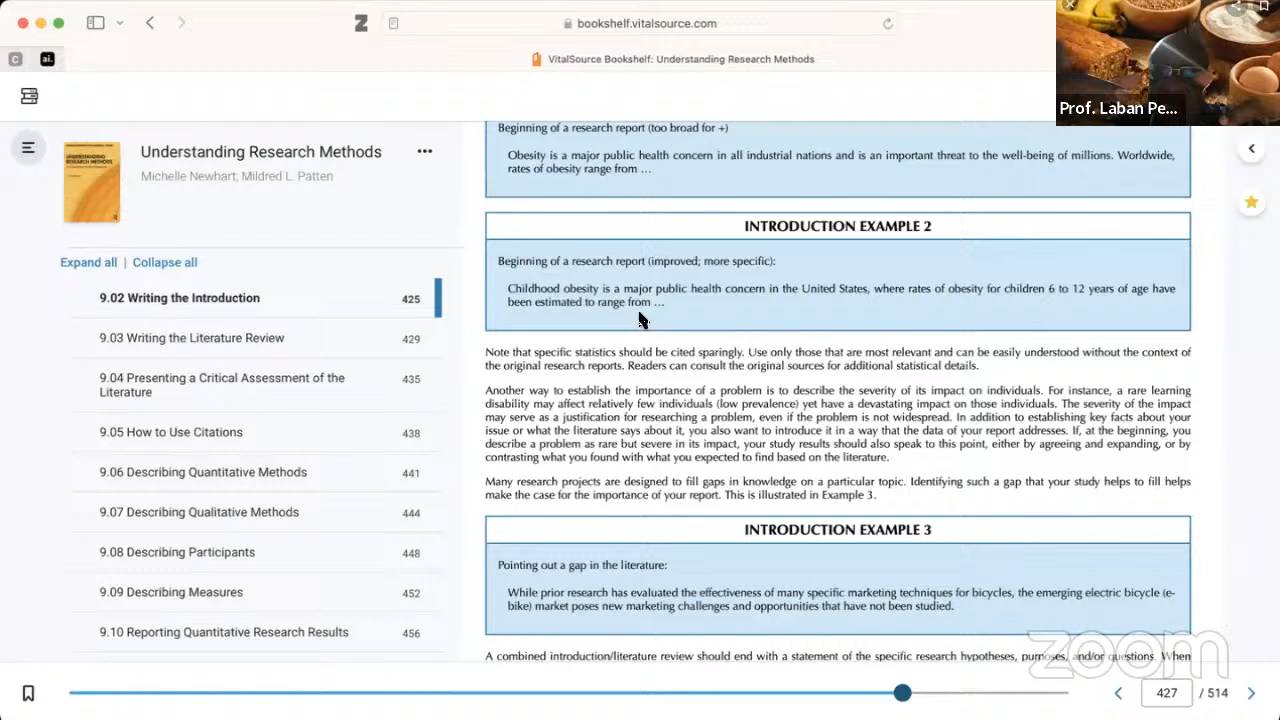 bookshelf.vitalsource.com
C
ai.
VitalSource Bookshelf: Understanding Research Methods
Prof. Laban Pe...
Understanding Research Methods
Michelle Newhart; Mildred L. Patten
Expand all | Collapse all
9.02 Writing the Introduction 425
9.03 Writing the Literature Review 429
9.04 Presenting a Critical Assessment of the
Literature 435
9.05 How to Use Citations 438
9.06 Describing Quantitative Methods 441
9.07 Describing Qualitative Methods 444
9.08 Describing Participants 448
9.09 Describing Measures 452
9.10 Reporting Quantitative Research Results 456
Beginning of a research report (too broad for +)
Obesity is a major public health concern in all industrial nations and is an important threat to the well-being of millions. Worldwide,
rates of obesity range from …
INTRODUCTION EXAMPLE 2
Beginning of a research report (improved; more specific):
Childhood obesity is a major public health concern in the United States, where rates of obesity for children 6 to 12 years of age have
been estimated to range from …
Note that specific statistics should be cited sparingly. Use only those that are most relevant and can be easily understood without the context of
the original research reports. Readers can consult the original sources for additional statistical details.
Another way to establish the importance of a problem is to describe the severity of its impact on individuals. For instance, a rare learning
disability may affect relatively few individuals (low prevalence) yet have a devastating impact on those individuals. The severity of the impact
may serve as a justification for researching a problem, even if the problem is not widespread. In addition to establishing key facts about your
issue or what the literature says about it, you also want to introduce it in a way that the data of your report addresses. If, at the beginning, you
describe a problem as rare but severe in its impact, your study results should also speak to this point, either by agreeing and expanding, or by
contrasting what you found with what you expected to find based on the literature.
Many research projects are designed to fill gaps in knowledge on a particular topic. Identifying such a gap that your study helps to fill helps
make the case for the importance of your report. This is illustrated in Example 3.
INTRODUCTION EXAMPLE 3
Pointing out a gap in the literature:
While prior research has evaluated the effectiveness of many specific marketing techniques for bicycles, the emerging electric bicycle (e-
bike) market poses new marketing challenges and opportunities that have not been studied.
A combined introduction/literature review should end with a statement of the specific research hypotheses, purposes, and/or questions. When
zoom
427 / 514